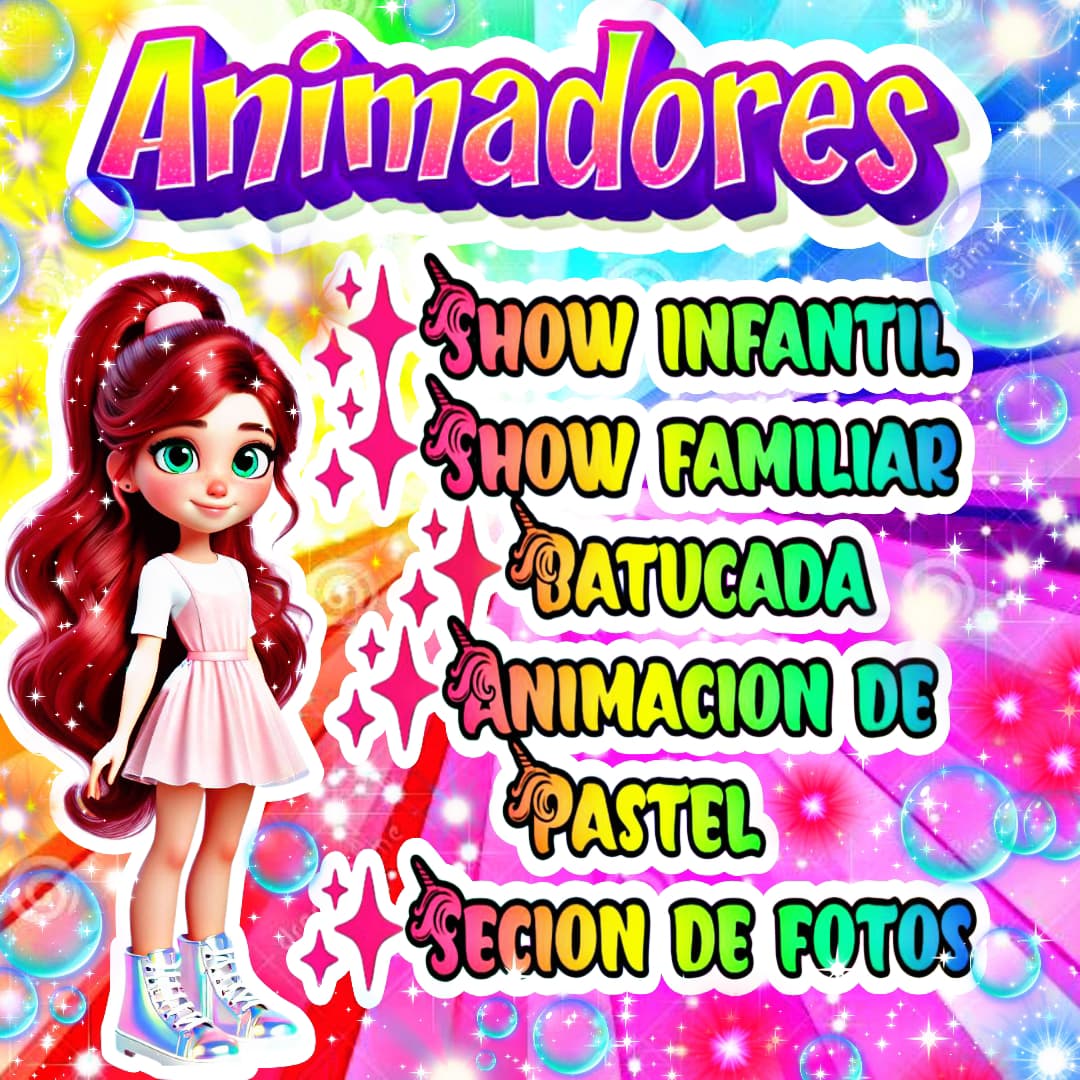 Animadores
SHOW INFANTIL
SHOW FAMILIAR
BATUCADA
ANIMACION DE
PASTEL
SECION DE FOTOS